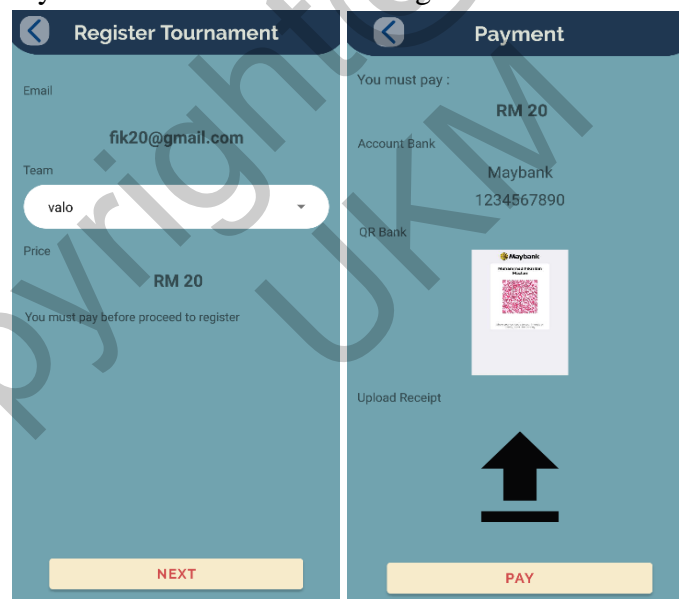 Register Tournament
Email
fik20@gmail.com
Team
valo
Price
RM 20
You must pay before proceed to register
NEXT
Payment
You must pay :
RM 20
Account Bank
Maybank
1234567890
QR Bank
Maybank
Upload Receipt
PAY